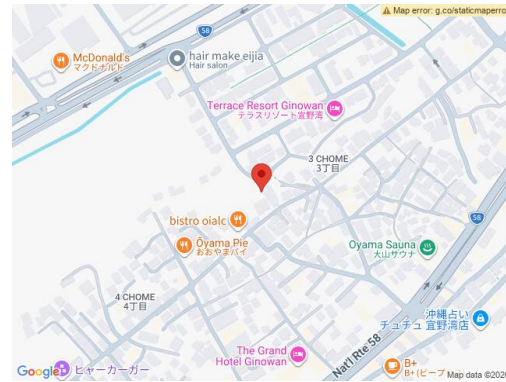 Map error: g.co/staticmaperro
58
McDonald's
マクドナルド
hair make eijia
Hair salon
Terrace Resort Ginowan
テラスリゾート宜野湾
3 CHOME
3丁目
bistro oialc
58
Ōyama Pie
おおやまパイ
Oyama Sauna
大山サウナ
4 CHOME
4丁目
沖縄占い
チュチュ 宜野湾店
The Grand
Hotel Ginowan
Nat'l Rte 58
B+
B+(ビープ
Google
ヒャーカーガー
Map data ©2026